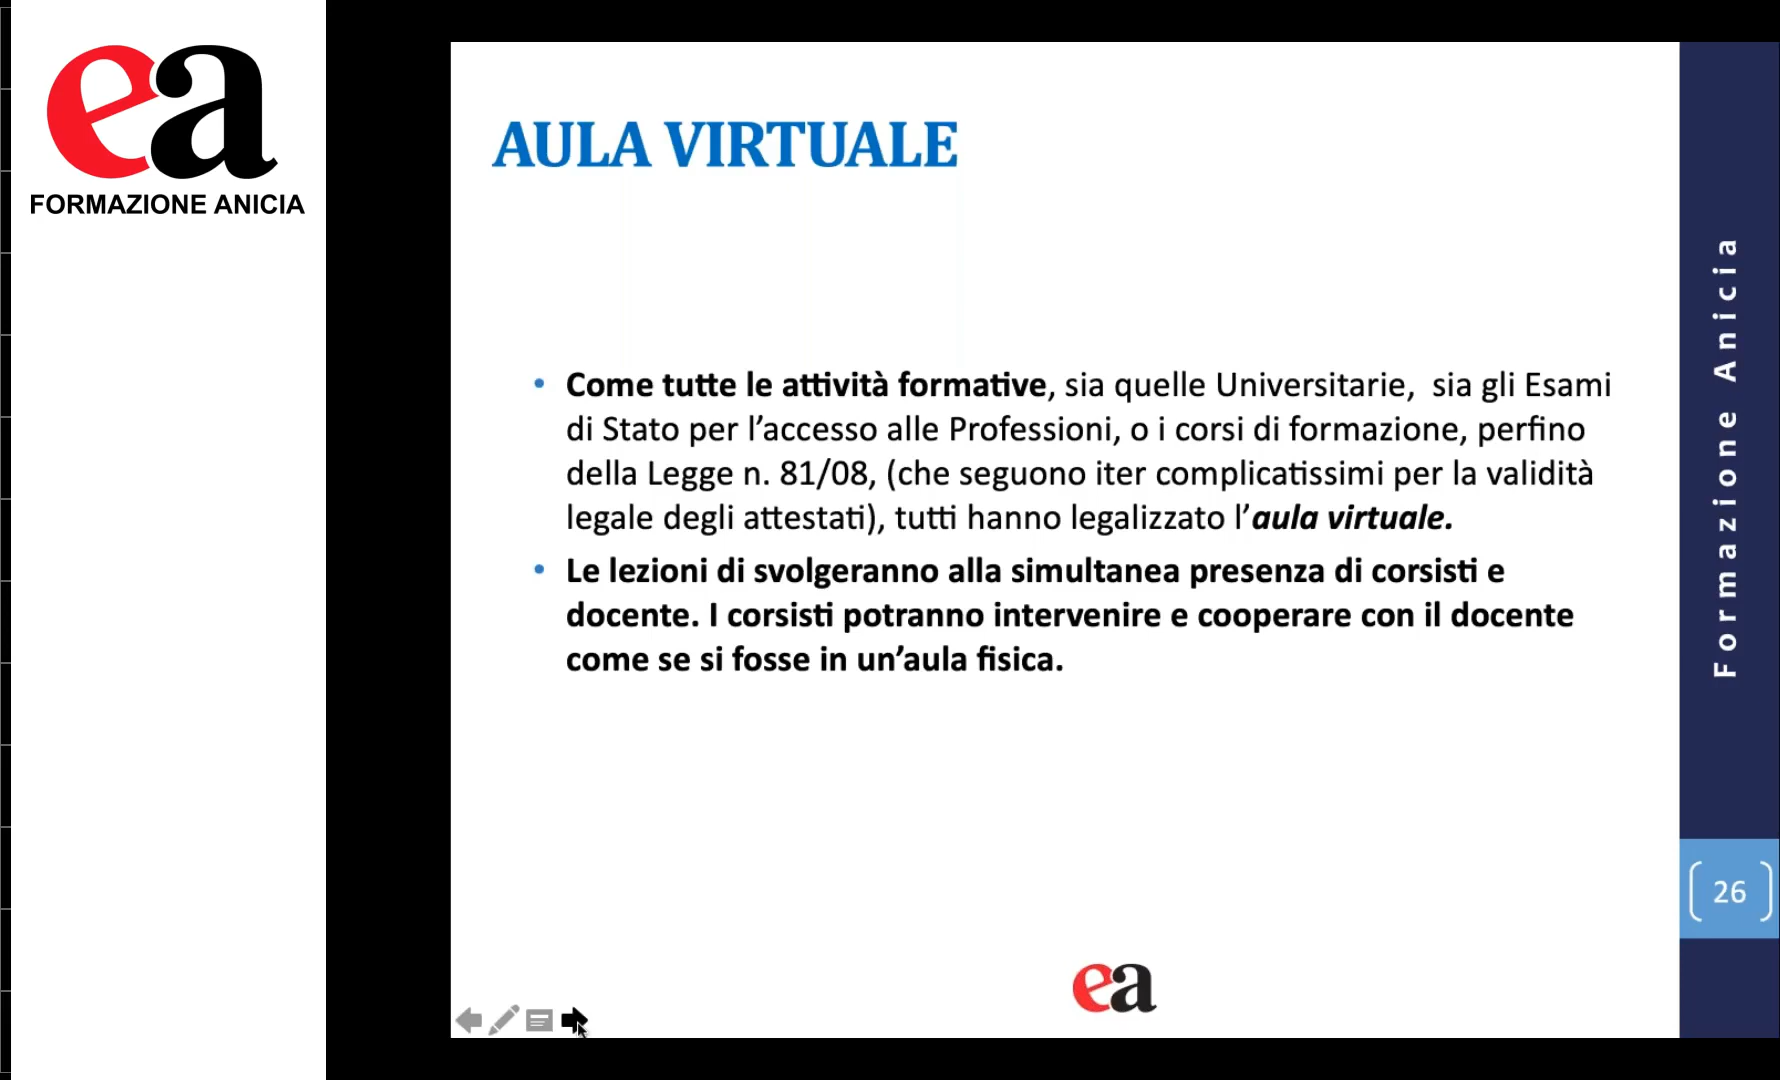 ea
FORMAZIONE ANICIA
AULA VIRTUALE
• Come tutte le attività formative, sia quelle Universitarie, sia gli Esami
di Stato per l’accesso alle Professioni, o i corsi di formazione, perfino
della Legge n. 81/08, (che seguono iter complicatissimi per la validità
legale degli attestati), tutti hanno legalizzato l’aula virtuale.
• Le lezioni di svolgeranno alla simultanea presenza di corsisti e
docente. I corsisti potranno intervenire e cooperare con il docente
come se si fosse in un’aula fisica.
Formazione Anicia
26
ea